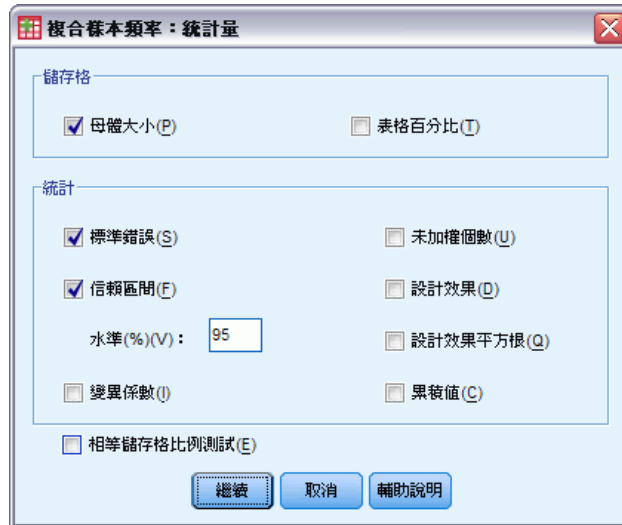 複合樣本頻率：統計量
儲存格
母體大小(P)
表格百分比(T)
統計
標準錯誤(S)
未加權個數(U)
信賴區間(F)
設計效果(D)
水準(%)(V)：
95
設計效果平方根(Q)
變異係數(I)
累積值(C)
相等儲存格比例測試(E)
繼續
取消
輔助說明